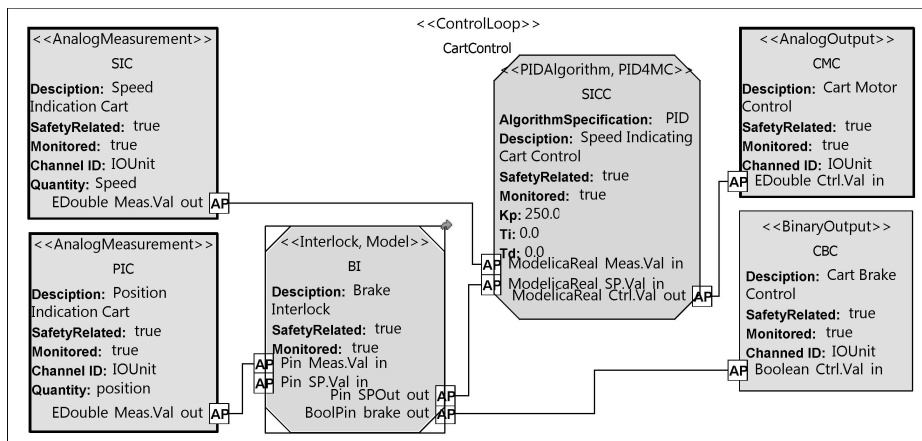 <<ControlLoop>>
CartControl
<<AnalogMeasurement>>
SIC
Desciption: Speed
Indication Cart
SafetyRelated: true
Monitored: true
Channel ID: IOUnit
Quantity: Speed
EDouble Meas.Val out AP
<<AnalogMeasurement>>
PIC
Desciption: Position
Indication Cart
SafetyRelated: true
Monitored: true
Channel ID: IOUnit
Quantity: position
EDouble Meas.Val out AP
<<Interlock, Model>>
BI
Desciption: Brake
Interlock
SafetyRelated: true
Monitored: true
AP Pin Meas.Val in
AP Pin SP.Val in
Pin SPOut out AP
BoolPin brake out AP
<<PIDAlgorithm, PID4MC>>
SICC
AlgorithmSpecification: PID
Desciption: Speed Indicating
Cart Control
SafetyRelated: true
Monitored: true
Kp: 250.0
Ti: 0.0
Td: 0.0
AP ModelicaReal Meas.Val in
AP ModelicaReal SP.Val in
ModelicaReal Ctrl.Val out AP
<<AnalogOutput>>
CMC
Desciption: Cart Motor
Control
SafetyRelated: true
Monitored: true
Channed ID: IOUnit
AP EDouble Ctrl.Val in
<<BinaryOutput>>
CBC
Desciption: Cart Brake
Control
SafetyRelated: true
Monitored: true
Channed ID: IOUnit
AP Boolean Ctrl.Val in